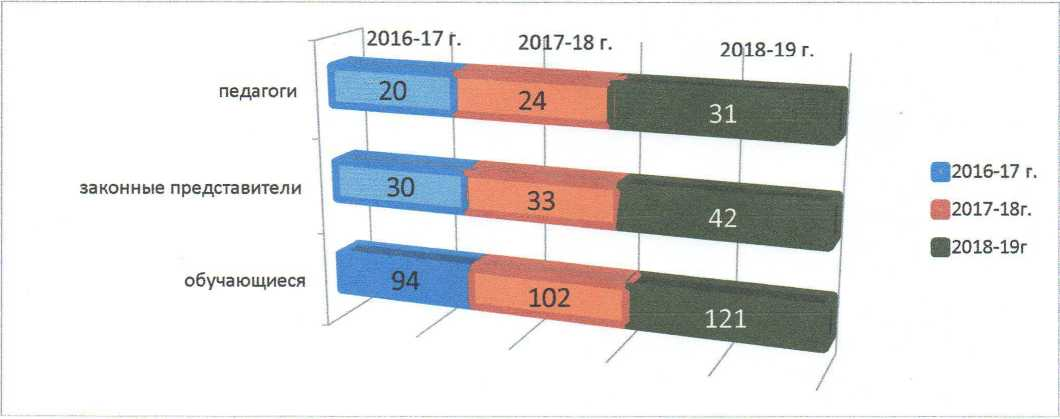 2016-17 г. 2017-18 г. 2018-19 г.
педагоги 20 24 31
законные представители 30 33 42
обучающиеся 94 102 121
2016-17 г.
2017-18г.
2018-19г